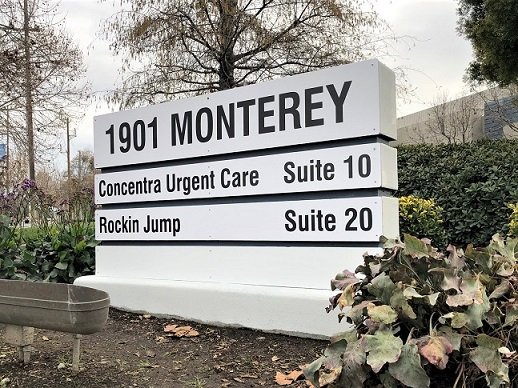 1901 MONTEREY
Concentra Urgent Care Suite 10
Rockin Jump Suite 20